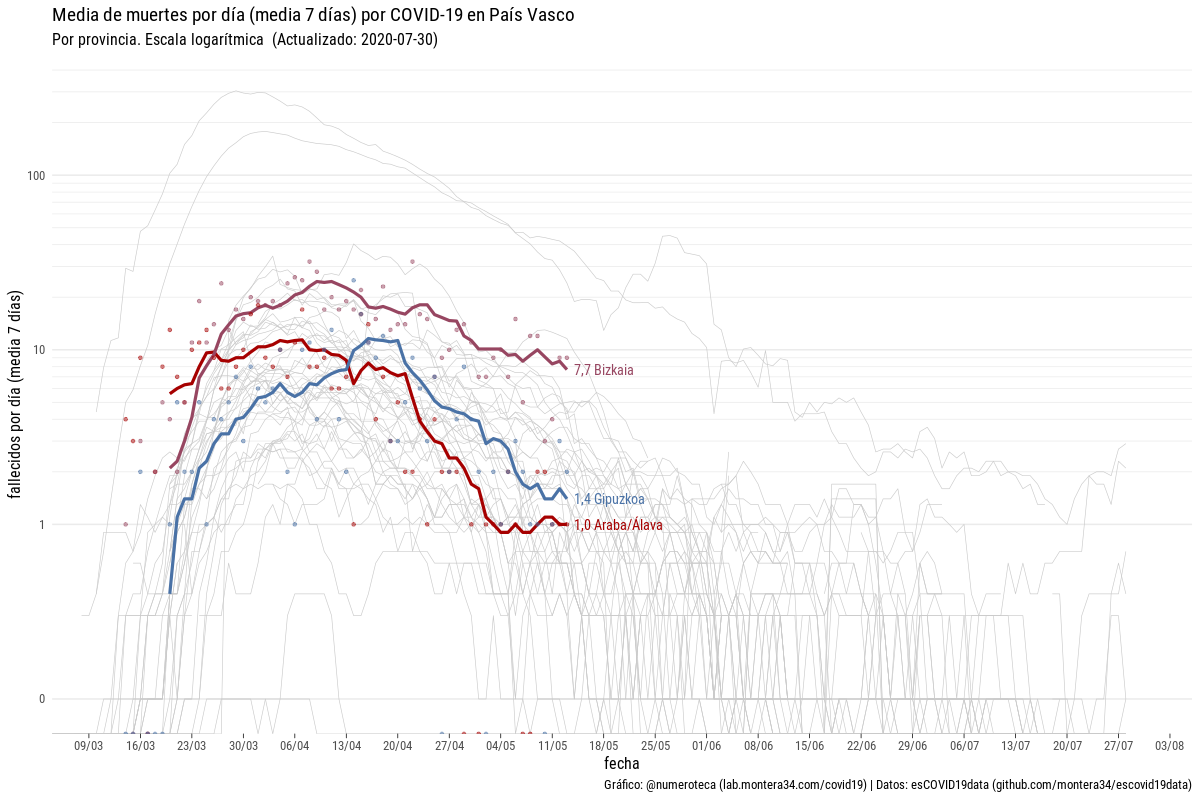 Media de muertes por día (media 7 días) por COVID-19 en País Vasco
Por provincia. Escala logarítmica (Actualizado: 2020-07-30)
fallecidos por día (media 7 días)
100
10
1
0
7,7 Bizkaia
1,4 Gipuzkoa
1,0 Araba/Álava
09/03 16/03 23/03 30/03 06/04 13/04 20/04 27/04 04/05 11/05 18/05 25/05 01/06 08/06 15/06 22/06 29/06 06/07 13/07 20/07 27/07 03/08
fecha
Gráfico: @numeroteca (lab.montera34.com/covid19) | Datos: esCOVID19data (github.com/montera34/escovid19data)